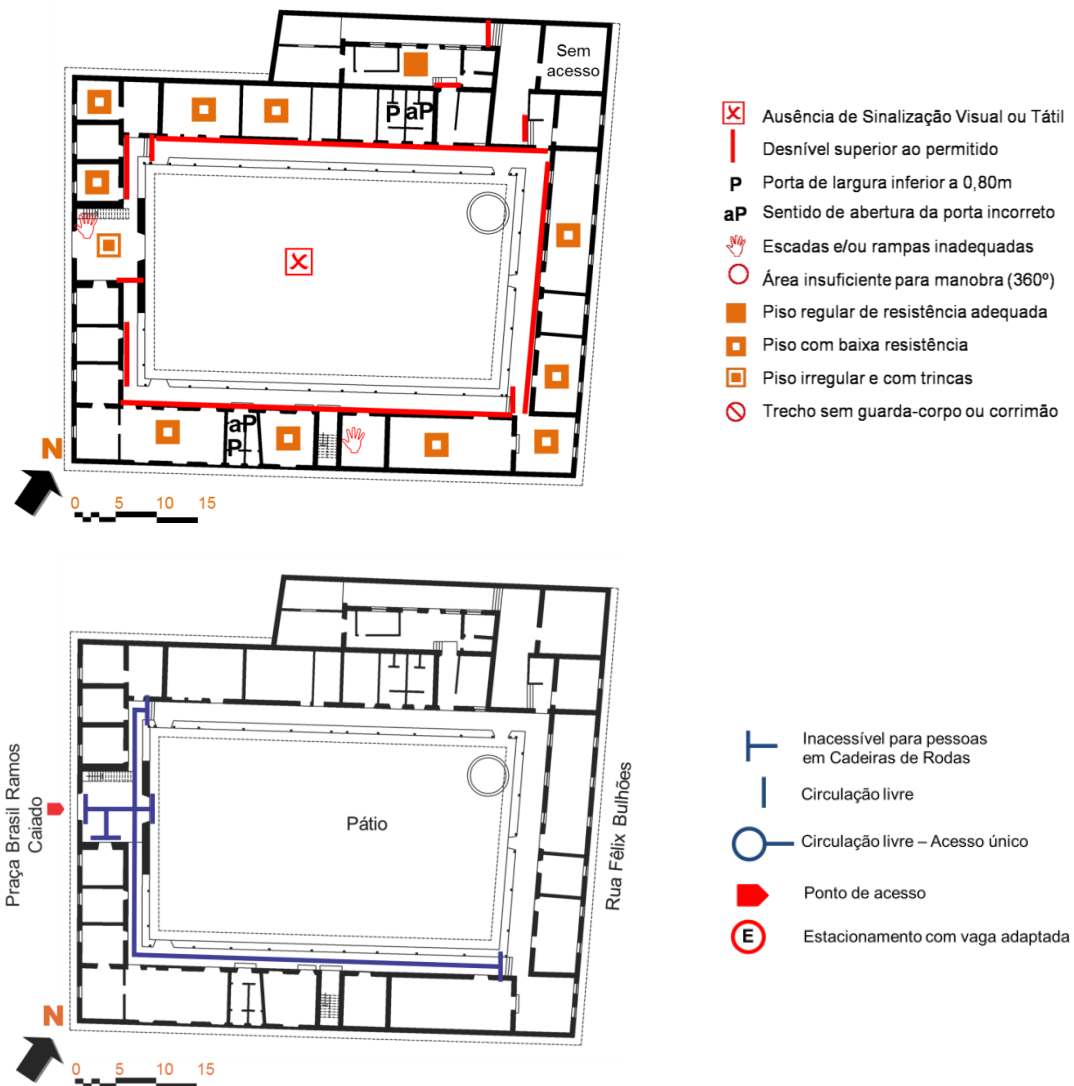 Sem
acesso
P aP
aP
P
N
0 5 10 15
Ausência de Sinalização Visual ou Tátil
Desnível superior ao permitido
P Porta de largura inferior a 0,80m
aP Sentido de abertura da porta incorreto
Escadas e/ou rampas inadequadas
Área insuficiente para manobra (360º)
Piso regular de resistência adequada
Piso com baixa resistência
Piso irregular e com trincas
Trecho sem guarda-corpo ou corrimão
Praça Brasil Ramos
Caiado
Pátio
Rua Fêlix Bulhões
N
0 5 10 15
Inacessível para pessoas
em Cadeiras de Rodas
Circulação livre
Circulação livre – Acesso único
Ponto de acesso
E Estacionamento com vaga adaptada